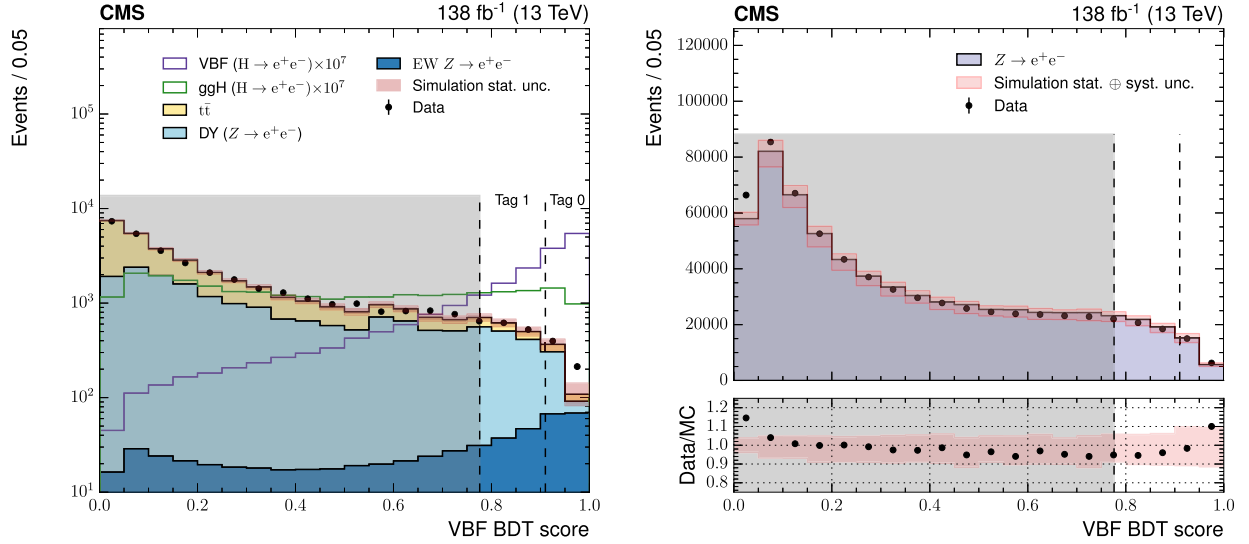 CMS 138 fb⁻¹ (13 TeV)
Events / 0.05
VBF (H → e⁺e⁻)×10⁷
ggH (H → e⁺e⁻)×10⁷
tt̄
DY (Z → e⁺e⁻)
EW Z → e⁺e⁻
Simulation stat. unc.
Data
Tag 1 Tag 0
10⁵
10⁴
10³
10²
10¹
0.0 0.2 0.4 0.6 0.8 1.0
VBF BDT score
CMS 138 fb⁻¹ (13 TeV)
Events / 0.05
Z → e⁺e⁻
Simulation stat. ⊕ syst. unc.
Data
120000
100000
80000
60000
40000
20000
0
Data/MC
1.2
1.1
1.0
0.9
0.8
0.0 0.2 0.4 0.6 0.8 1.0
VBF BDT score